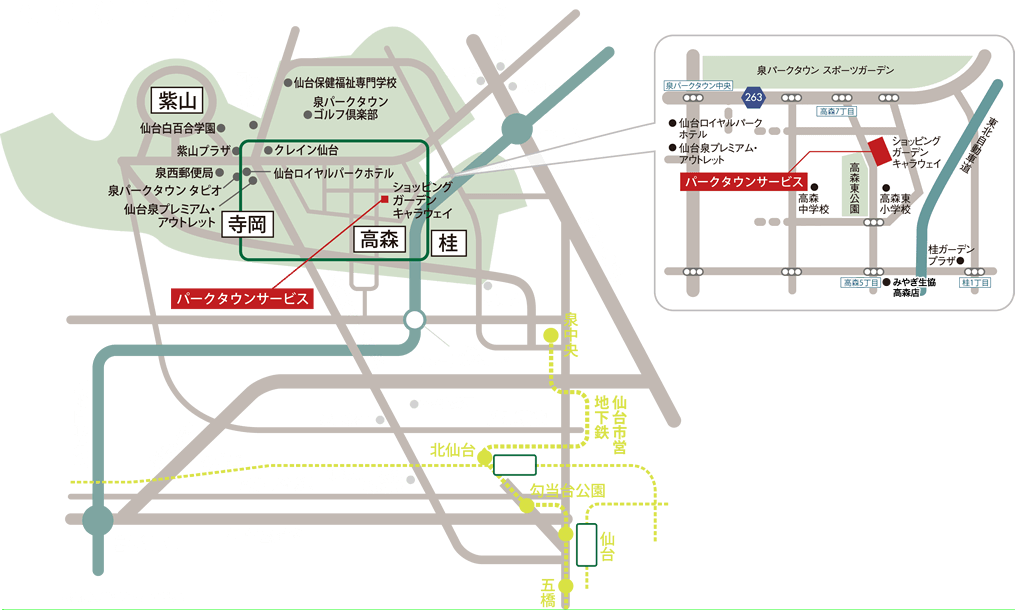 紫山
仙台保健福祉専門学校
泉パークタウン
ゴルフ倶楽部
仙台白百合学園
紫山プラザ
クレイン仙台
泉西郵便局
仙台ロイヤルパークホテル
泉パークタウン タピオ
仙台泉プレミアム・
アウトレット
ショッピング
ガーデン
キャラウェイ
寺岡
高森
桂
パークタウンサービス
泉中央
仙台市営
地下鉄
北仙台
勾当台公園
仙台
五橋
泉パークタウン スポーツガーデン
泉パークタウン中央
263
高森7丁目
仙台ロイヤルパーク
ホテル
仙台泉プレミアム・
アウトレット
ショッピング
ガーデン
キャラウェイ
東北自動車道
パークタウンサービス
高森
中学校
高森東公園
高森東
小学校
桂ガーデン
プラザ
高森5丁目
みやぎ生協
高森店
桂1丁目